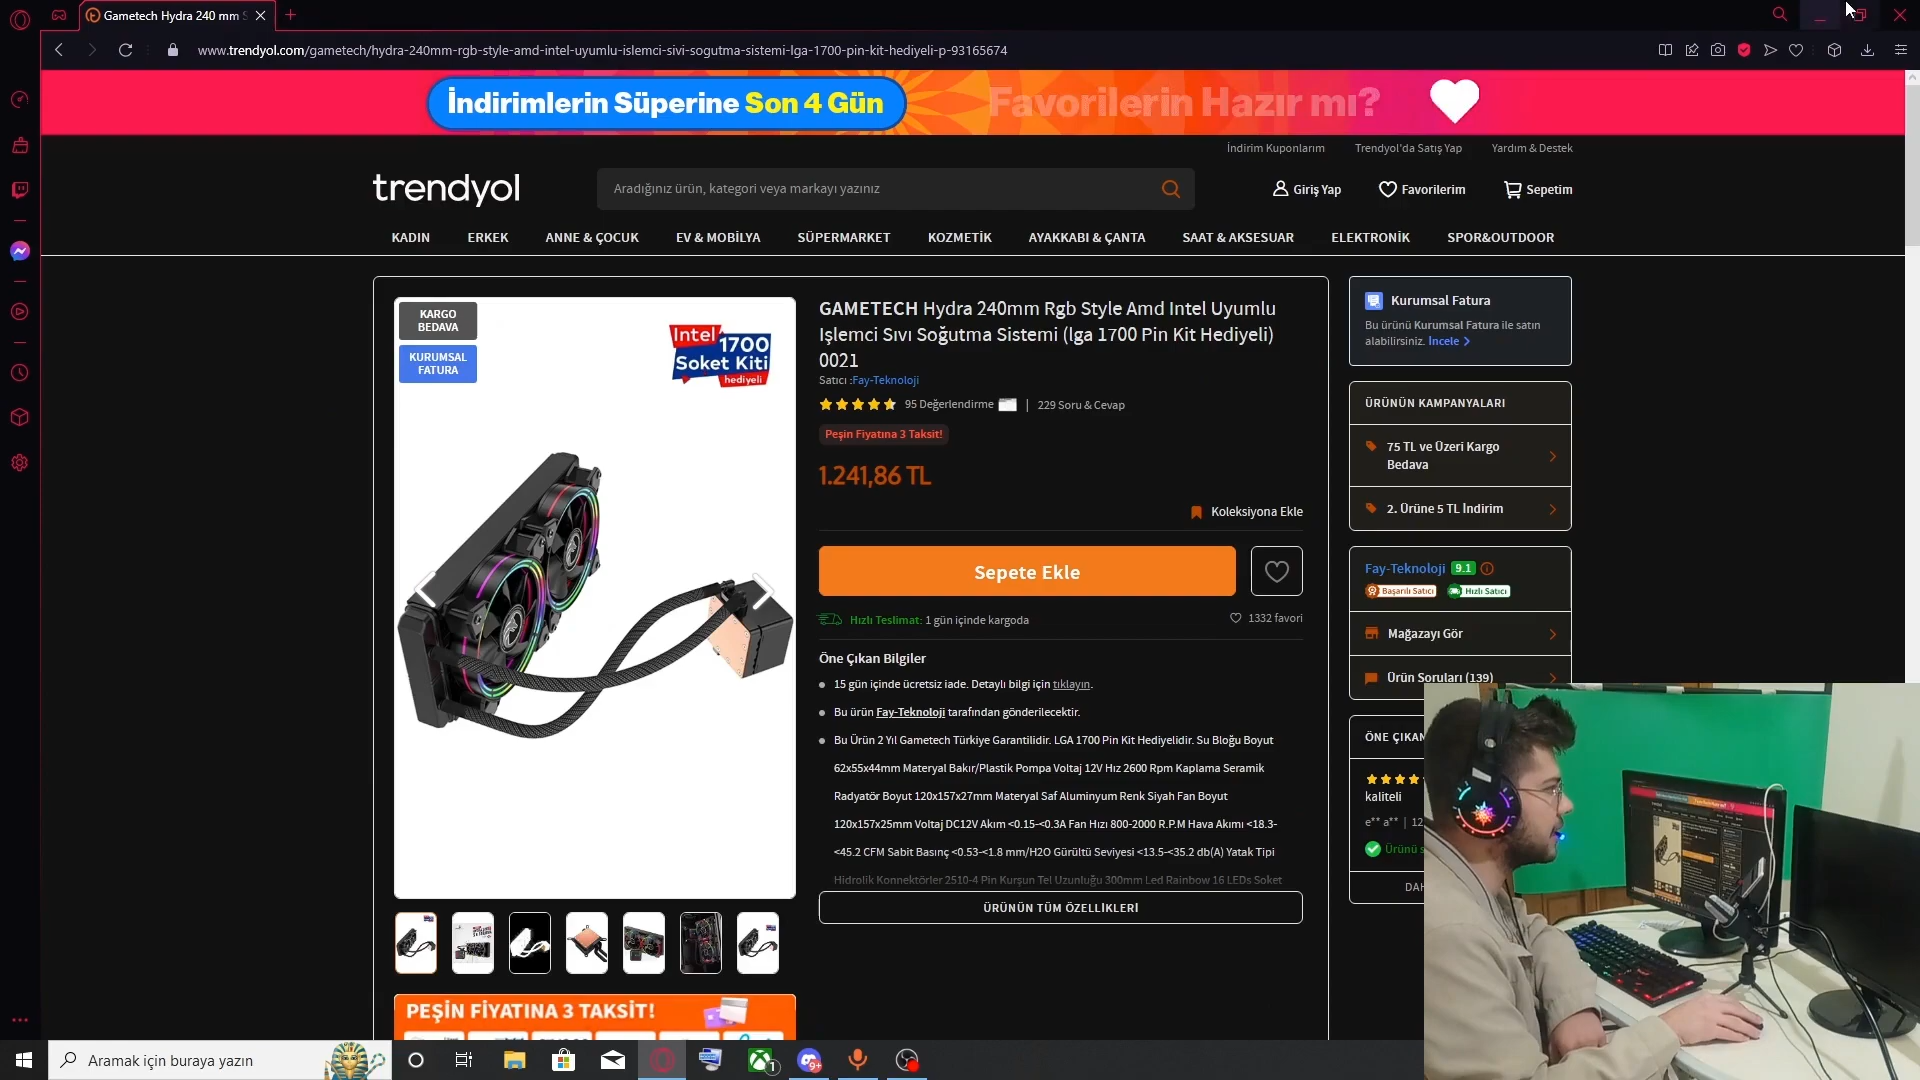 Gametech Hydra 240 mm S
www.trendyol.com/gametech/hydra-240mm-rgb-style-amd-intel-uyumlu-islemci-sivi-sogutma-sistemi-lga-1700-pin-kit-hediyeli-p-93165674
İndirimlerin Süperine Son 4 Gün
Favorilerin Hazır mı?
İndirim Kuponlarım
Trendyol'da Satış Yap
Yardım & Destek
trendyol
Aradığınız ürün, kategori veya markayı yazınız
Giriş Yap
Favorilerim
Sepetim
KADIN
ERKEK
ANNE & ÇOCUK
EV & MOBİLYA
SÜPERMARKET
KOZMETİK
AYAKKABI & ÇANTA
SAAT & AKSESUAR
ELEKTRONİK
SPOR&OUTDOOR
KARGO
BEDAVA
KURUMSAL
FATURA
Intel
1700
Soket Kiti
hediyeli
GAMETECH Hydra 240mm Rgb Style Amd Intel Uyumlu
Işlemci Sıvı Soğutma Sistemi (lga 1700 Pin Kit Hediyeli)
0021
Satıcı :Fay-Teknoloji
95 Değerlendirme
| 229 Soru & Cevap
Peşin Fiyatına 3 Taksit!
1.241,86 TL
Koleksiyona Ekle
Sepete Ekle
Hızlı Teslimat: 1 gün içinde kargoda
1332 favori
Öne Çıkan Bilgiler
15 gün içinde ücretsiz iade. Detaylı bilgi için tıklayın.
Bu ürün Fay-Teknoloji tarafından gönderilecektir.
Bu Ürün 2 Yıl Gametech Türkiye Garantilidir. LGA 1700 Pin Kit Hediyelidir. Su Bloğu Boyut
62x55x44mm Materyal Bakır/Plastik Pompa Voltaj 12V Hız 2600 Rpm Kaplama Seramik
Radyatör Boyut 120x157x27mm Materyal Saf Aluminyum Renk Siyah Fan Boyut
120x157x25mm Voltaj DC12V Akım <0.15-<0.3A Fan Hızı 800-2000 R.P.M Hava Akımı <18.3-
<45.2 CFM Sabit Basınç <0.53-<1.8 mm/H2O Gürültü Seviyesi <13.5-<35.2 db(A) Yatak Tipi
Hidrolik Konnektörler 2510-4 Pin Kurşun Tel Uzunluğu 300mm Led Rainbow 16 LEDs Soket
ÜRÜNÜN TÜM ÖZELLİKLERİ
Kurumsal Fatura
Bu ürünü Kurumsal Fatura ile satın
alabilirsiniz. İncele
ÜRÜNÜN KAMPANYALARI
75 TL ve Üzeri Kargo
Bedava
2. Ürüne 5 TL İndirim
Fay-Teknoloji 9.1
Başarılı Satıcı
Hızlı Satıcı
Mağazayı Gör
Ürün Soruları (139)
ÖNE ÇIKAN
kaliteli
e** a** | 12
Ürünü s
DAH
PEŞİN FİYATINA 3 TAKSİT!
Aramak için buraya yazın
1
9+